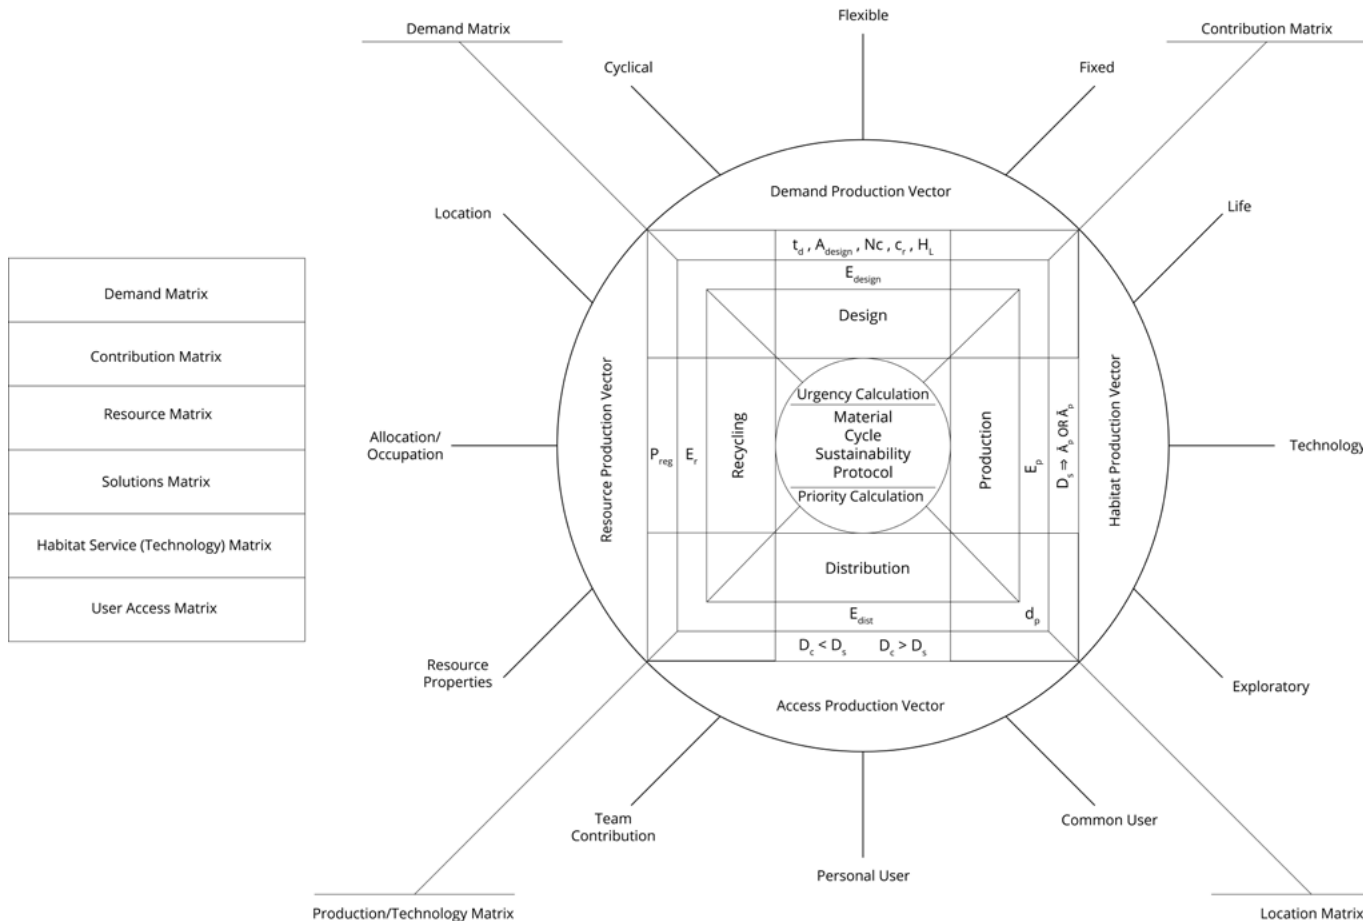 Flexible
Demand Matrix
Contribution Matrix
Cyclical
Fixed
Demand Production Vector
Location
Life
t_d , A_design , Nc , c_r , H_L
E_design
Design
Demand Matrix
Contribution Matrix
Resource Matrix
Solutions Matrix
Habitat Service (Technology) Matrix
User Access Matrix
Allocation/
Occupation
Resource Production Vector
P_reg
E_r
Recycling
Urgency Calculation
Material
Cycle
Sustainability
Protocol
Priority Calculation
Production
E_p
D_s ⇒ Ǎ_p OR Ā_p
Habitat Production Vector
Technology
Distribution
E_dist
d_p
D_c < D_s
D_c > D_s
Resource
Properties
Exploratory
Access Production Vector
Team
Contribution
Common User
Personal User
Production/Technology Matrix
Location Matrix